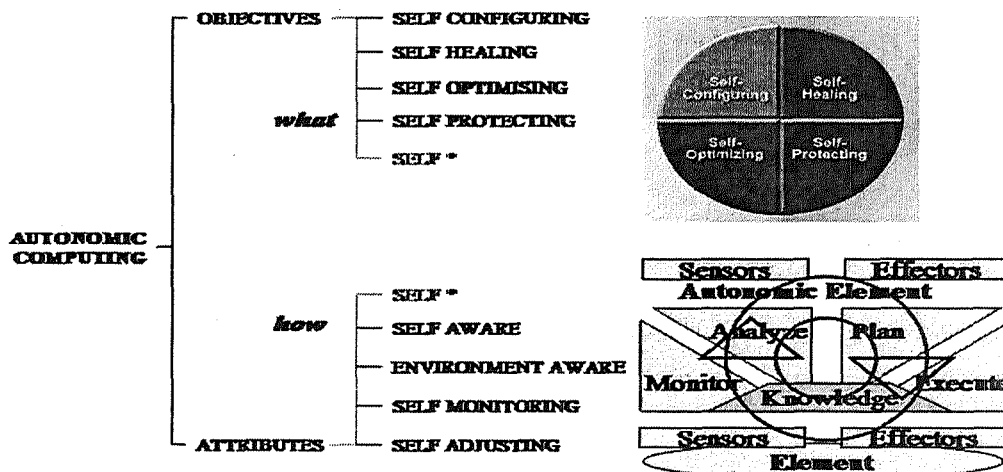 OBJECTIVES
SELF CONFIGURING
SELF HEALING
SELF OPTIMISING
what
SELF PROTECTING
SELF *
AUTONOMIC
COMPUTING
SELF *
how
SELF AWARE
ENVIRONMENT AWARE
SELF MONITORING
ATTRIBUTES
SELF ADJUSTING
Self-
Configuring
Self-
Healing
Self-
Optimizing
Self-
Protecting
Sensors
Effectors
Autonomic Element
Analyze
Plan
Monitor
Execute
Knowledge
Sensors
Effectors
Element